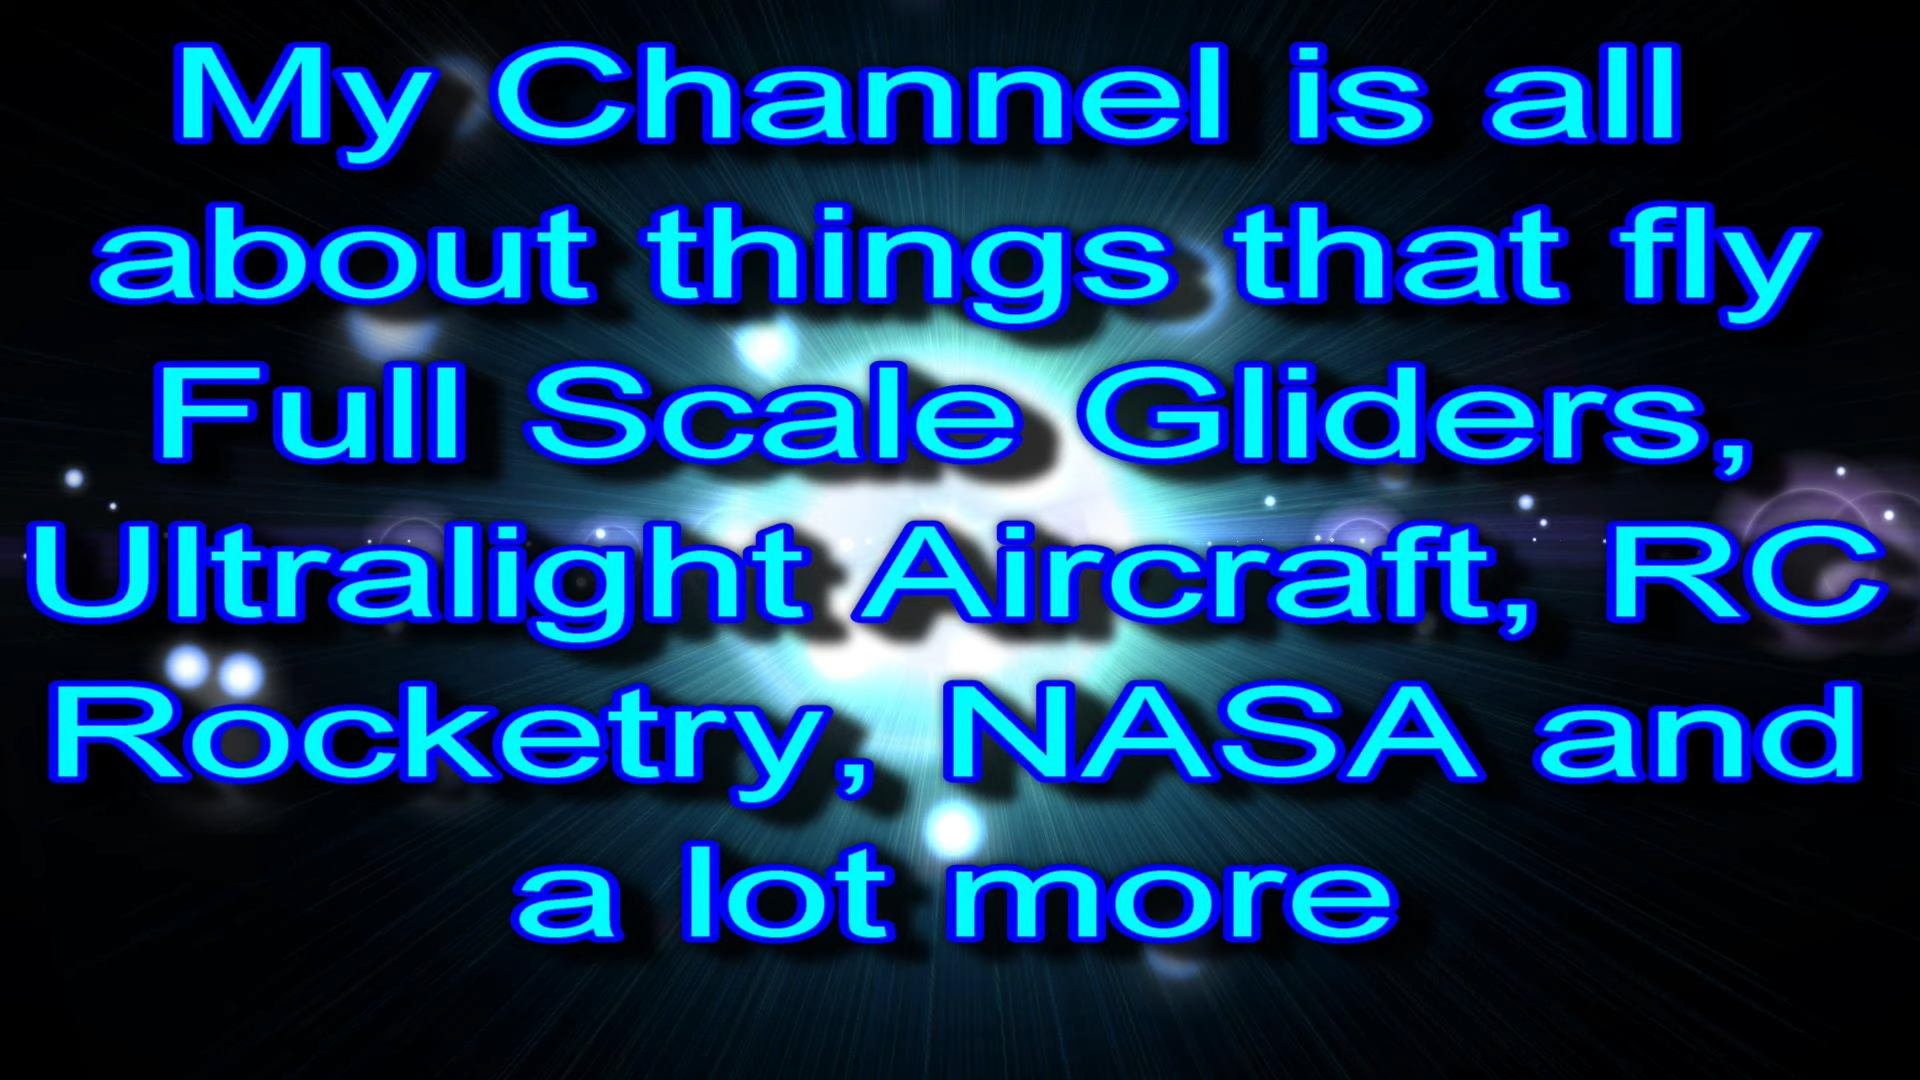 My Channel is all
about things that fly
Full Scale Gliders,
Ultralight Aircraft, RC
Rocketry, NASA and
a lot more